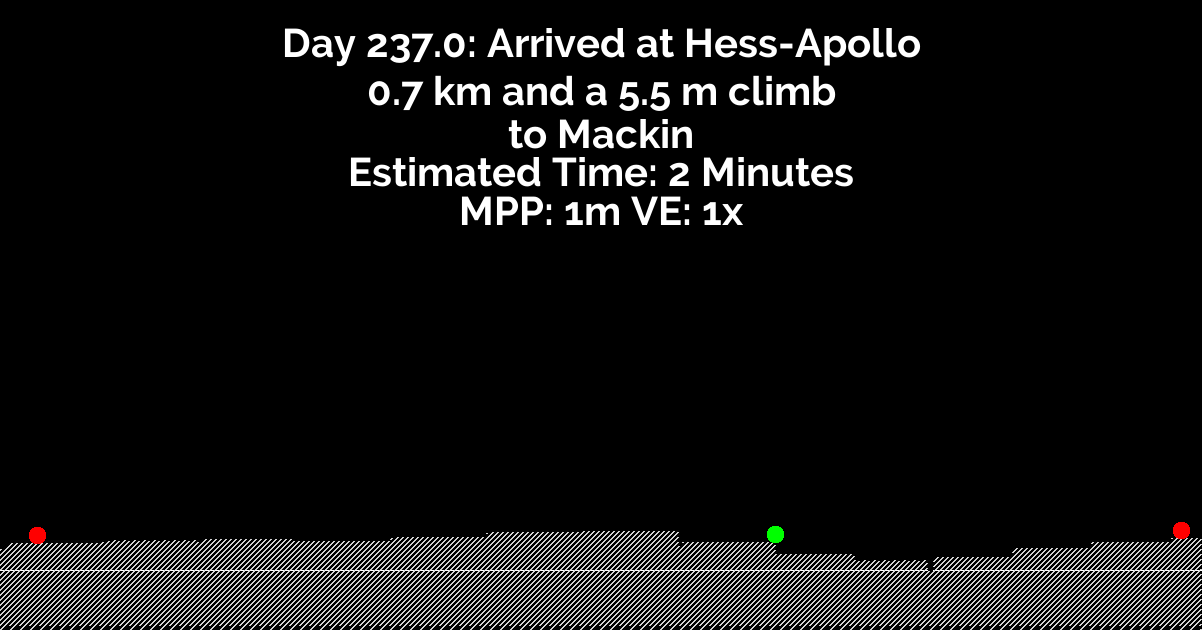 Day 237.0: Arrived at Hess-Apollo
0.7 km and a 5.5 m climb
to Mackin
Estimated Time: 2 Minutes
MPP: 1m VE: 1x